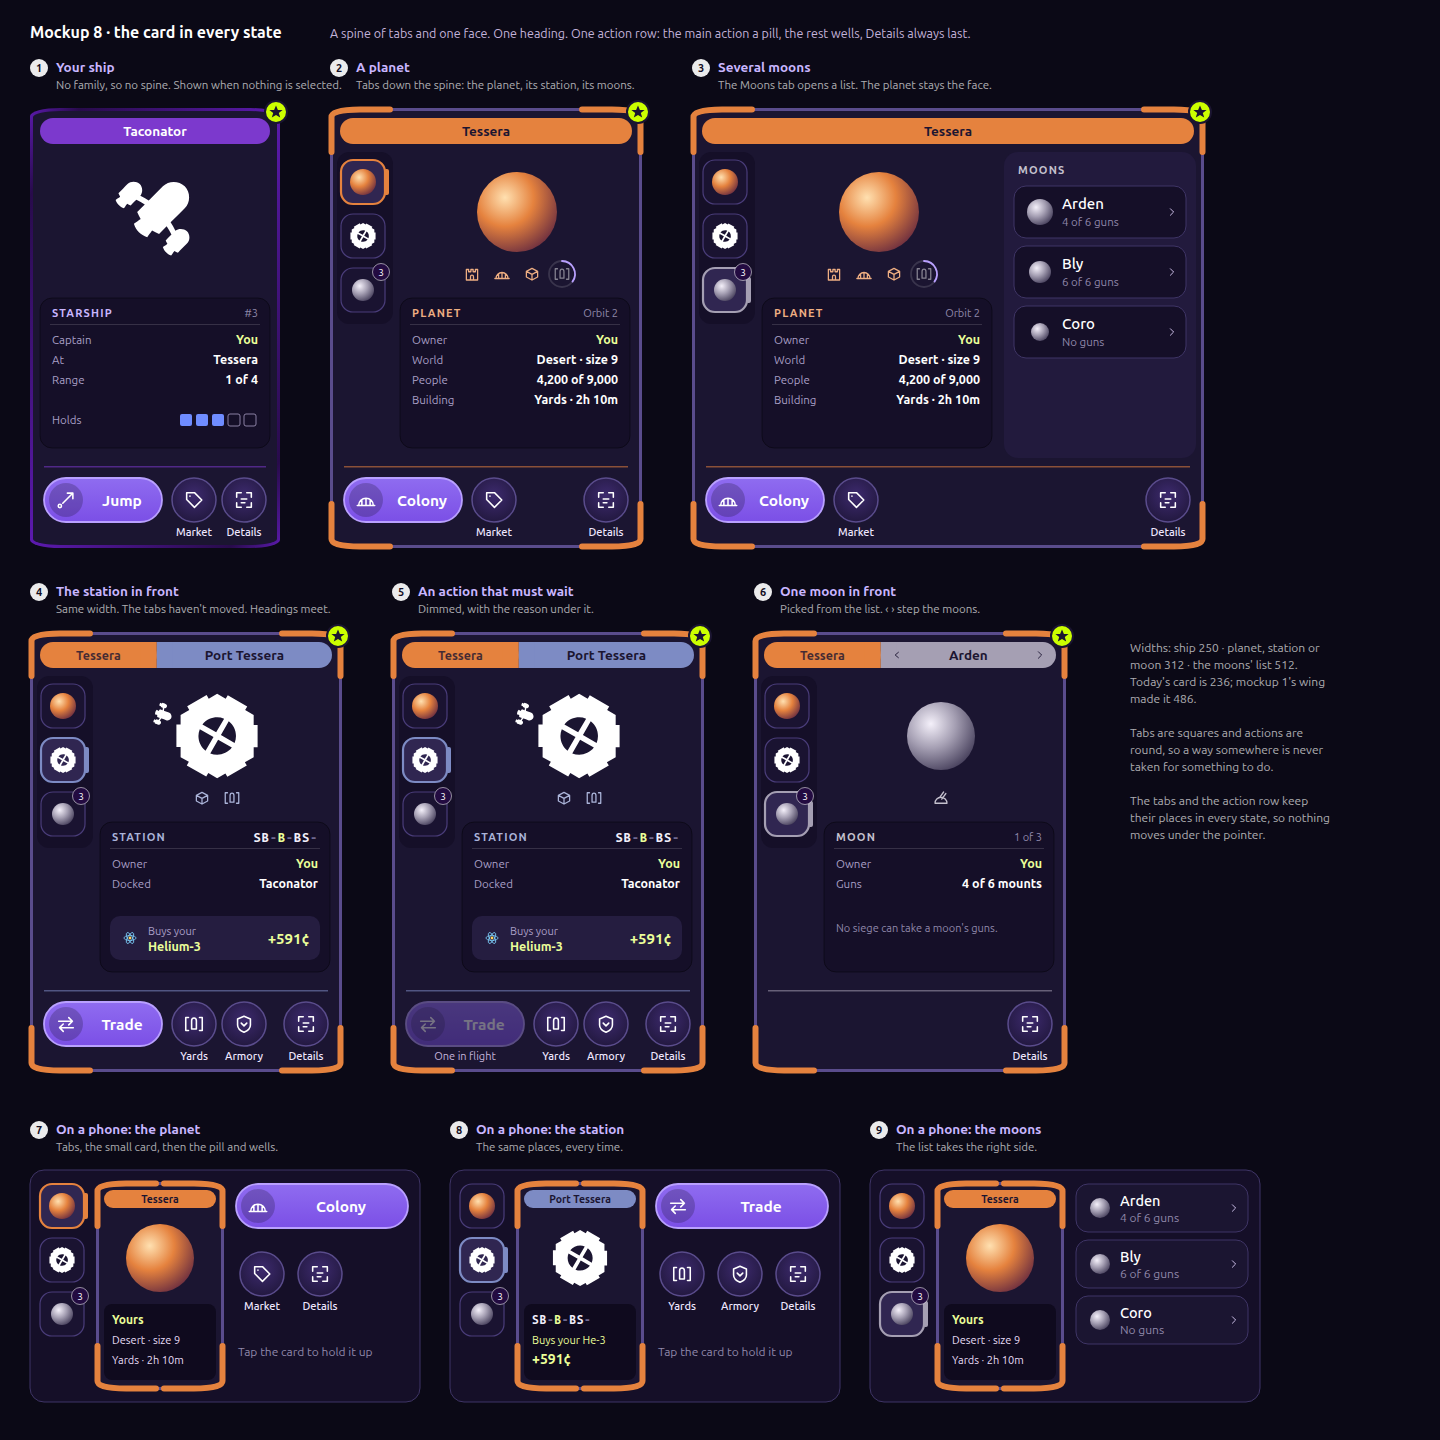 Mockup 8 · the card in every state
A spine of tabs and one face. One heading. One action row: the main action a pill, the rest wells, Details always last.
1 Your ship
No family, so no spine. Shown when nothing is selected.
2 A planet
Tabs down the spine: the planet, its station, its moons.
3 Several moons
The Moons tab opens a list. The planet stays the face.
Taconator
STARSHIP #3
Captain You
At Tessera
Range 1 of 4
Holds
Jump
Market
Details
Tessera
3
PLANET Orbit 2
Owner You
World Desert · size 9
People 4,200 of 9,000
Building Yards · 2h 10m
Colony
Market
Details
Tessera
3
PLANET Orbit 2
Owner You
World Desert · size 9
People 4,200 of 9,000
Building Yards · 2h 10m
MOONS
Arden
4 of 6 guns
Bly
6 of 6 guns
Coro
No guns
Colony
Market
Details
4 The station in front
Same width. The tabs haven't moved. Headings meet.
5 An action that must wait
Dimmed, with the reason under it.
6 One moon in front
Picked from the list. ‹ › step the moons.
Tessera Port Tessera
3
STATION SB-B-BS-
Owner You
Docked Taconator
Buys your
Helium-3 +591¢
Trade
Yards
Armory
Details
Tessera Port Tessera
3
STATION SB-B-BS-
Owner You
Docked Taconator
Buys your
Helium-3 +591¢
Trade
One in flight
Yards
Armory
Details
Tessera ‹ Arden ›
3
MOON 1 of 3
Owner You
Guns 4 of 6 mounts
No siege can take a moon's guns.
Details
Widths: ship 250 · planet, station or
moon 312 · the moons' list 512.
Today's card is 236; mockup 1's wing
made it 486.
Tabs are squares and actions are
round, so a way somewhere is never
taken for something to do.
The tabs and the action row keep
their places in every state, so nothing
moves under the pointer.
7 On a phone: the planet
Tabs, the small card, then the pill and wells.
8 On a phone: the station
The same places, every time.
9 On a phone: the moons
The list takes the right side.
3
Tessera
Yours
Desert · size 9
Yards · 2h 10m
Colony
Market
Details
Tap the card to hold it up
3
Port Tessera
SB-B-BS-
Buys your He-3
+591¢
Trade
Yards
Armory
Details
Tap the card to hold it up
3
Tessera
Yours
Desert · size 9
Yards · 2h 10m
Arden
4 of 6 guns
Bly
6 of 6 guns
Coro
No guns